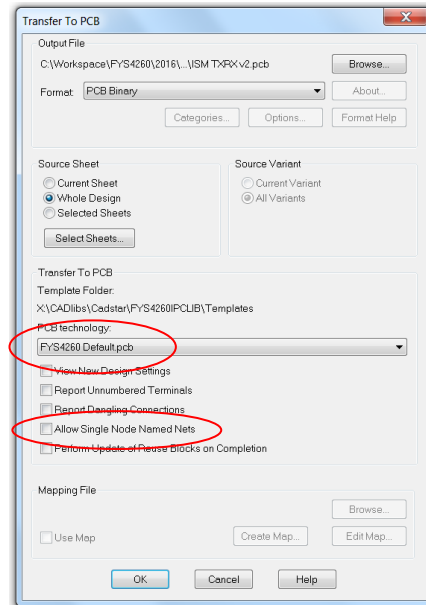 Transfer To PCB
Output File
C:\Workspace\FYS4260\2016\...\ISM TXRX v2.pcb
Browse...
Format: PCB Binary
About...
Categories...
Options...
Format Help
Source Sheet
Source Variant
Current Sheet
Current Variant
Whole Design
All Variants
Selected Sheets
Select Sheets...
Transfer To PCB
Template Folder:
X:\CADlibs\Cadstar\FYS4260IPCLIB\Templates
PCB technology:
FYS4260 Default.pcb
View New Design Settings
Report Unnumbered Terminals
Report Dangling Connections
Allow Single Node Named Nets
Perform Update of Reuse Blocks on Completion
Mapping File
Browse...
Use Map
Create Map...
Edit Map...
OK
Cancel
Help